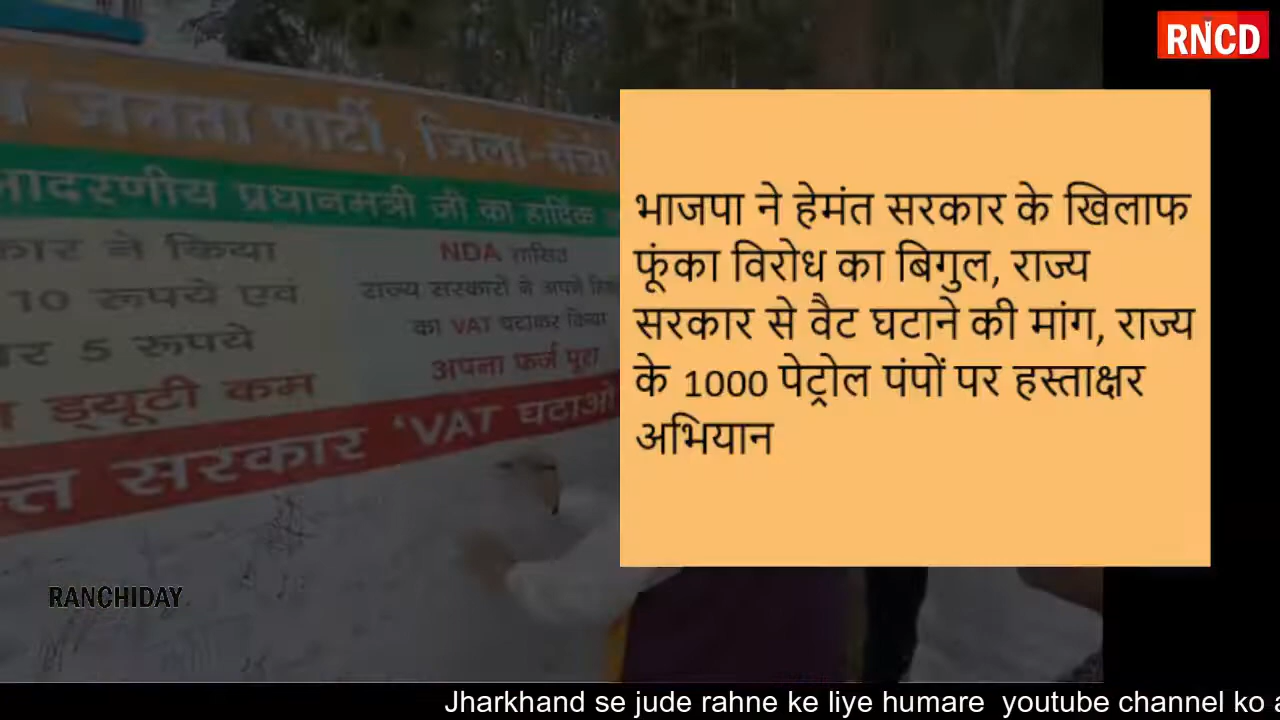 RNCD
जनता पार्टी, जिला-रांची
आदरणीय प्रधानमंत्री जी का हार्दिक
ने किया
10 रूपये एवं
5 रूपये
ड्यूटी कम
NDA शासित
राज्य सरकारों ने अपने
का VAT घटाकर किया
अपना फर्ज पूरा
सरकार 'VAT घटाओ
भाजपा ने हेमंत सरकार के खिलाफ
फूंका विरोध का बिगुल, राज्य
सरकार से वैट घटाने की मांग, राज्य
के 1000 पेट्रोल पंपों पर हस्ताक्षर
अभियान
RANCHIDAY
Jharkhand se jude rahne ke liye humare youtube channel ko a